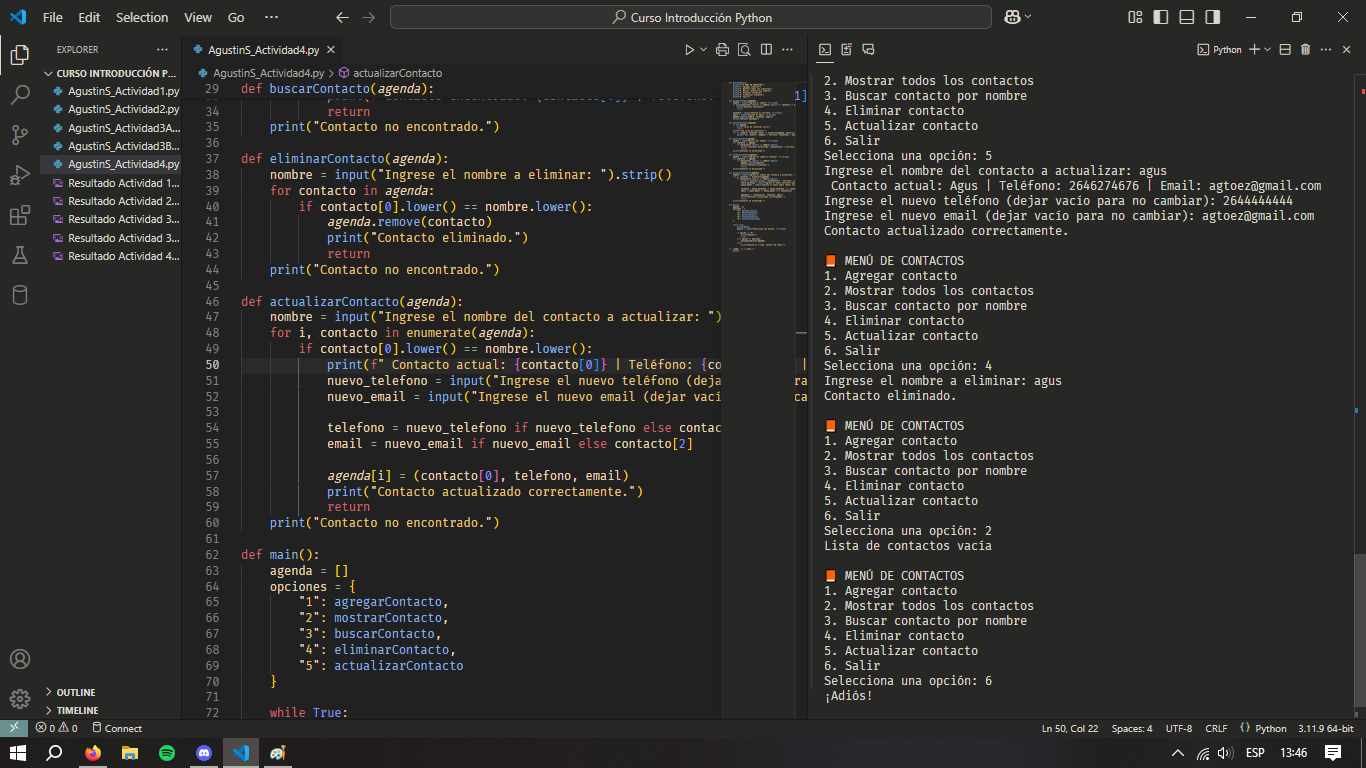 File Edit Selection View Go ··· Curso Introducción Python
EXPLORER ···
CURSO INTRODUCCIÓN P...
AgustinS_Actividad1.py
AgustinS_Actividad2.py
AgustinS_Actividad3A...
AgustinS_Actividad3B...
AgustinS_Actividad4.py
Resultado Actividad 1...
Resultado Actividad 2...
Resultado Actividad 3...
Resultado Actividad 3...
Resultado Actividad 4...
OUTLINE
TIMELINE
AgustinS_Actividad4.py
AgustinS_Actividad4.py > actualizarContacto
29 def buscarContacto(agenda):
34 return
35 print("Contacto no encontrado.")
36
37 def eliminarContacto(agenda):
38 nombre = input("Ingrese el nombre a eliminar: ").strip()
39 for contacto in agenda:
40 if contacto[0].lower() == nombre.lower():
41 agenda.remove(contacto)
42 print("Contacto eliminado.")
43 return
44 print("Contacto no encontrado.")
45
46 def actualizarContacto(agenda):
47 nombre = input("Ingrese el nombre del contacto a actualizar: ")
48 for i, contacto in enumerate(agenda):
49 if contacto[0].lower() == nombre.lower():
50 print(f" Contacto actual: {contacto[0]} | Teléfono: {co
51 nuevo_telefono = input("Ingrese el nuevo teléfono (deja ra
52 nuevo_email = input("Ingrese el nuevo email (dejar vací ca
53
54 telefono = nuevo_telefono if nuevo_telefono else contac
55 email = nuevo_email if nuevo_email else contacto[2]
56
57 agenda[i] = (contacto[0], telefono, email)
58 print("Contacto actualizado correctamente.")
59 return
60 print("Contacto no encontrado.")
61
62 def main():
63 agenda = []
64 opciones = {
65 "1": agregarContacto,
66 "2": mostrarContacto,
67 "3": buscarContacto,
68 "4": eliminarContacto,
69 "5": actualizarContacto
70 }
71
72 while True:
Python
2. Mostrar todos los contactos
3. Buscar contacto por nombre
4. Eliminar contacto
5. Actualizar contacto
6. Salir
Selecciona una opción: 5
Ingrese el nombre del contacto a actualizar: agus
Contacto actual: Agus | Teléfono: 2646274676 | Email: agtoez@gmail.com
Ingrese el nuevo teléfono (dejar vacío para no cambiar): 2644444444
Ingrese el nuevo email (dejar vacío para no cambiar): agtoez@gmail.com
Contacto actualizado correctamente.
MENÚ DE CONTACTOS
1. Agregar contacto
2. Mostrar todos los contactos
3. Buscar contacto por nombre
4. Eliminar contacto
5. Actualizar contacto
6. Salir
Selecciona una opción: 4
Ingrese el nombre a eliminar: agus
Contacto eliminado.
MENÚ DE CONTACTOS
1. Agregar contacto
2. Mostrar todos los contactos
3. Buscar contacto por nombre
4. Eliminar contacto
5. Actualizar contacto
6. Salir
Selecciona una opción: 2
Lista de contactos vacía
MENÚ DE CONTACTOS
1. Agregar contacto
2. Mostrar todos los contactos
3. Buscar contacto por nombre
4. Eliminar contacto
5. Actualizar contacto
6. Salir
Selecciona una opción: 6
¡Adiós!
0 0 Connect Ln 50, Col 22 Spaces: 4 UTF-8 CRLF Python 3.11.9 64-bit
ESP 13:46